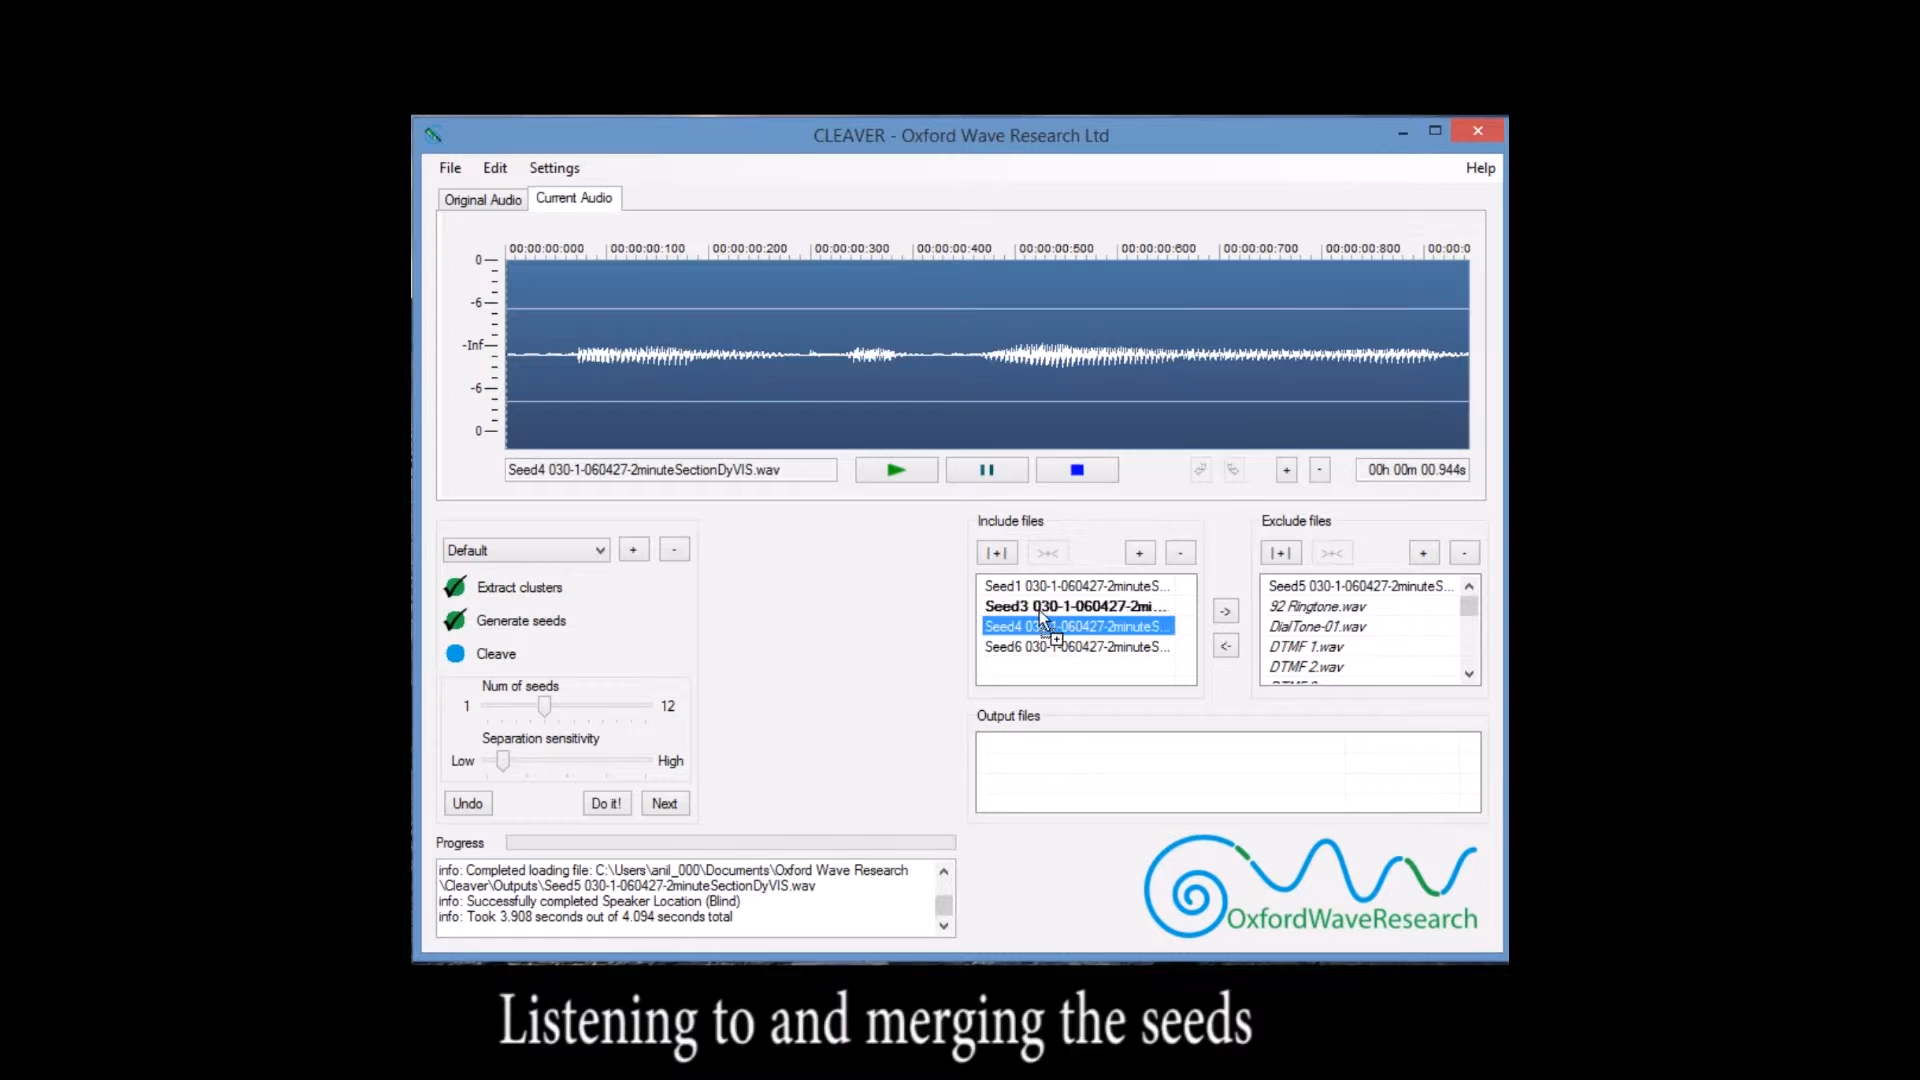 CLEAVER - Oxford Wave Research Ltd
File Edit Settings Help
Original Audio Current Audio
00:00:00:000 00:00:00:100 00:00:00:200 00:00:00:300 00:00:00:400 00:00:00:500 00:00:00:600 00:00:00:700 00:00:00:800 00:00:0
0
-6
-Inf
-6
0
Seed4 030-1-060427-2minuteSectionDyVIS.wav
+ - 00h 00m 00.944s
Default + -
Extract clusters
Generate seeds
Cleave
Num of seeds
1 12
Separation sensitivity
Low High
Undo Do it! Next
Include files
|+| >+< + -
Seed1 030-1-060427-2minuteS...
Seed3 030-1-060427-2mi...
Seed4 030-1-060427-2minuteS...
Seed6 030-1-060427-2minuteS...
->
<-
Exclude files
|+| >+< + -
Seed5 030-1-060427-2minuteS...
92 Ringtone.wav
DialTone-01.wav
DTMF 1.wav
DTMF 2.wav
Output files
Progress
info: Completed loading file: C:\Users\anil_000\Documents\Oxford Wave Research
\Cleaver\Outputs\Seed5 030-1-060427-2minuteSectionDyVIS.wav
info: Successfully completed Speaker Location (Blind)
info: Took 3.908 seconds out of 4.094 seconds total
OxfordWaveResearch
Listening to and merging the seeds